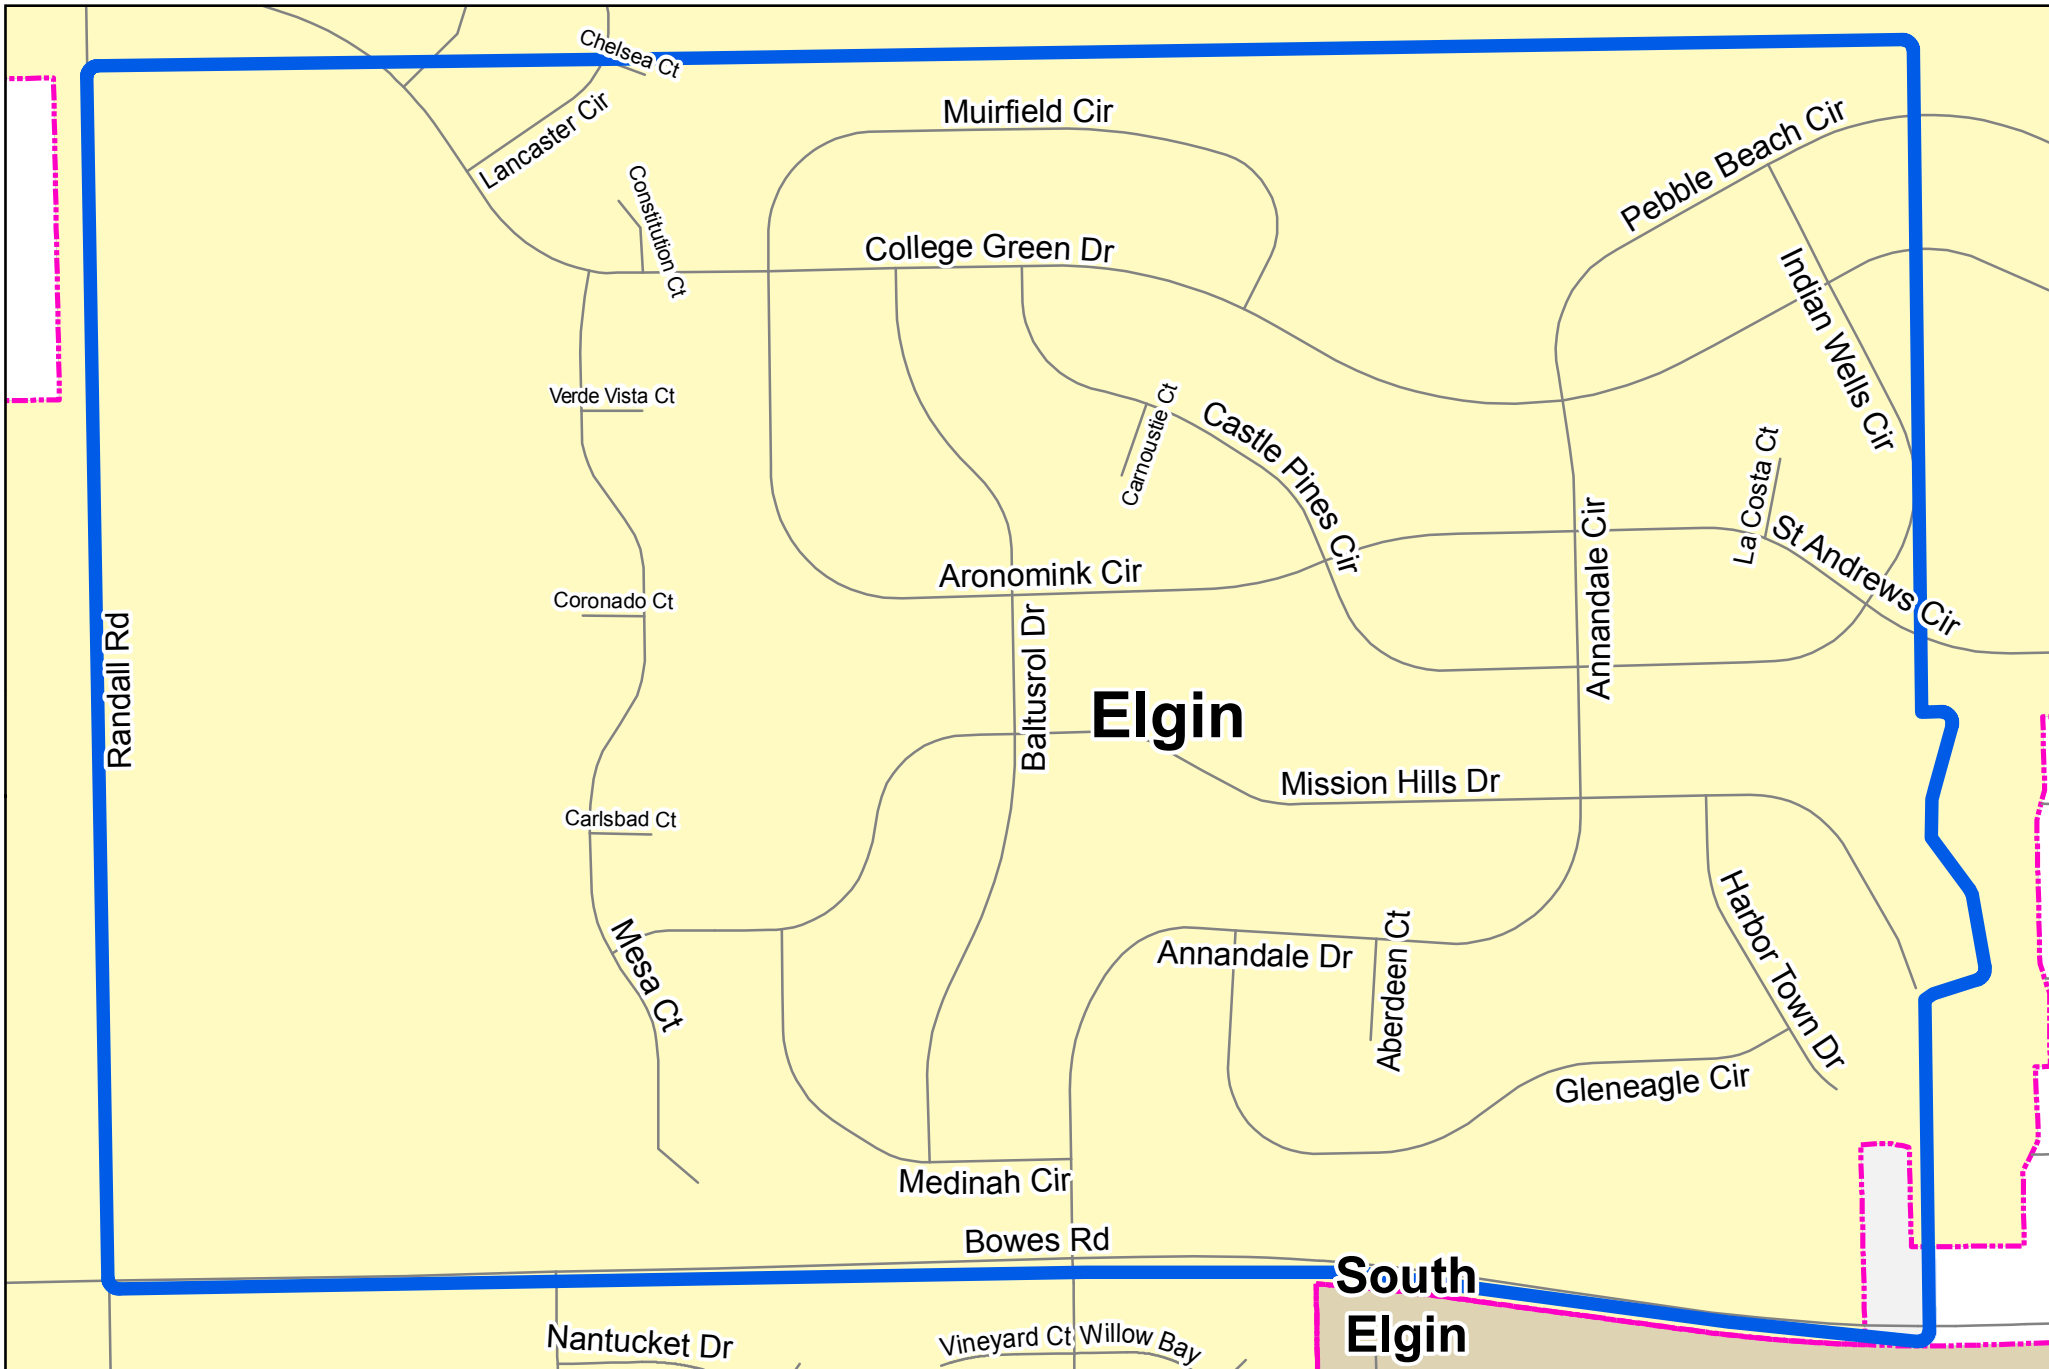 Chelsea Ct
Lancaster Cir
Muirfield Cir
Pebble Beach Cir
Constitution Ct
College Green Dr
Indian Wells Cir
Verde Vista Ct
Carnoustie Ct
Castle Pines Cir
La Costa Ct
St Andrews Cir
Annandale Cir
Aronomink Cir
Coronado Ct
Randall Rd
Baltusrol Dr
Elgin
Mission Hills Dr
Carlsbad Ct
Harbor Town Dr
Mesa Ct
Annandale Dr
Aberdeen Ct
Gleneagle Cir
Medinah Cir
Bowes Rd
South
Elgin
Nantucket Dr
Vineyard Ct
Willow Bay